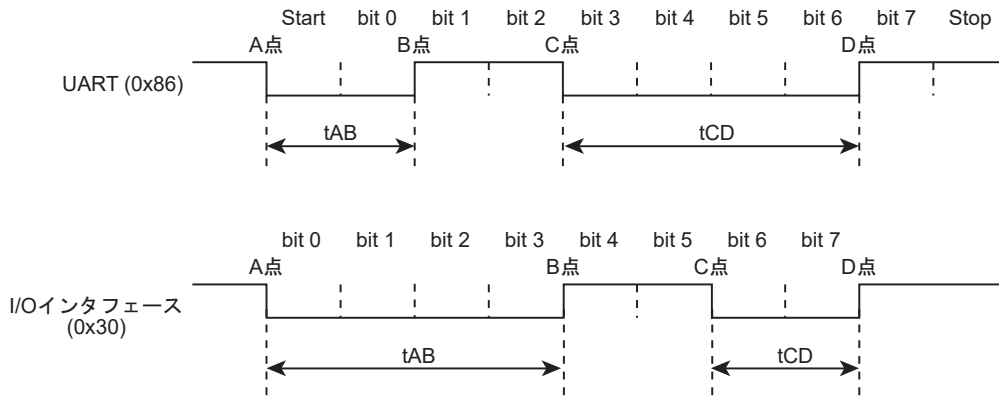 Start bit 0 bit 1 bit 2 bit 3 bit 4 bit 5 bit 6 bit 7 Stop
A点 B点 C点 D点
UART (0x86)
tAB tCD
bit 0 bit 1 bit 2 bit 3 bit 4 bit 5 bit 6 bit 7
A点 B点 C点 D点
I/Oインタフェース
(0x30)
tAB tCD